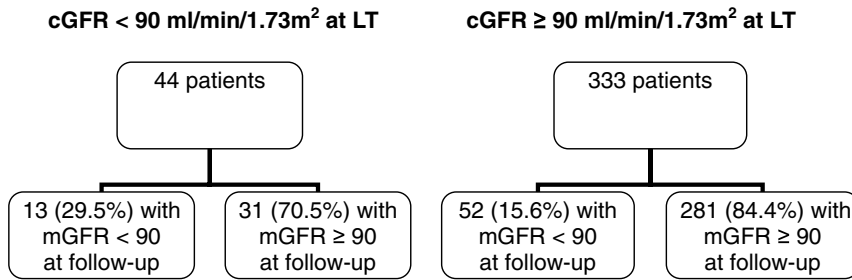 cGFR < 90 ml/min/1.73m² at LT
44 patients
13 (29.5%) with
mGFR < 90
at follow-up
31 (70.5%) with
mGFR ≥ 90
at follow-up
cGFR ≥ 90 ml/min/1.73m² at LT
333 patients
52 (15.6%) with
mGFR < 90
at follow-up
281 (84.4%) with
mGFR ≥ 90
at follow-up